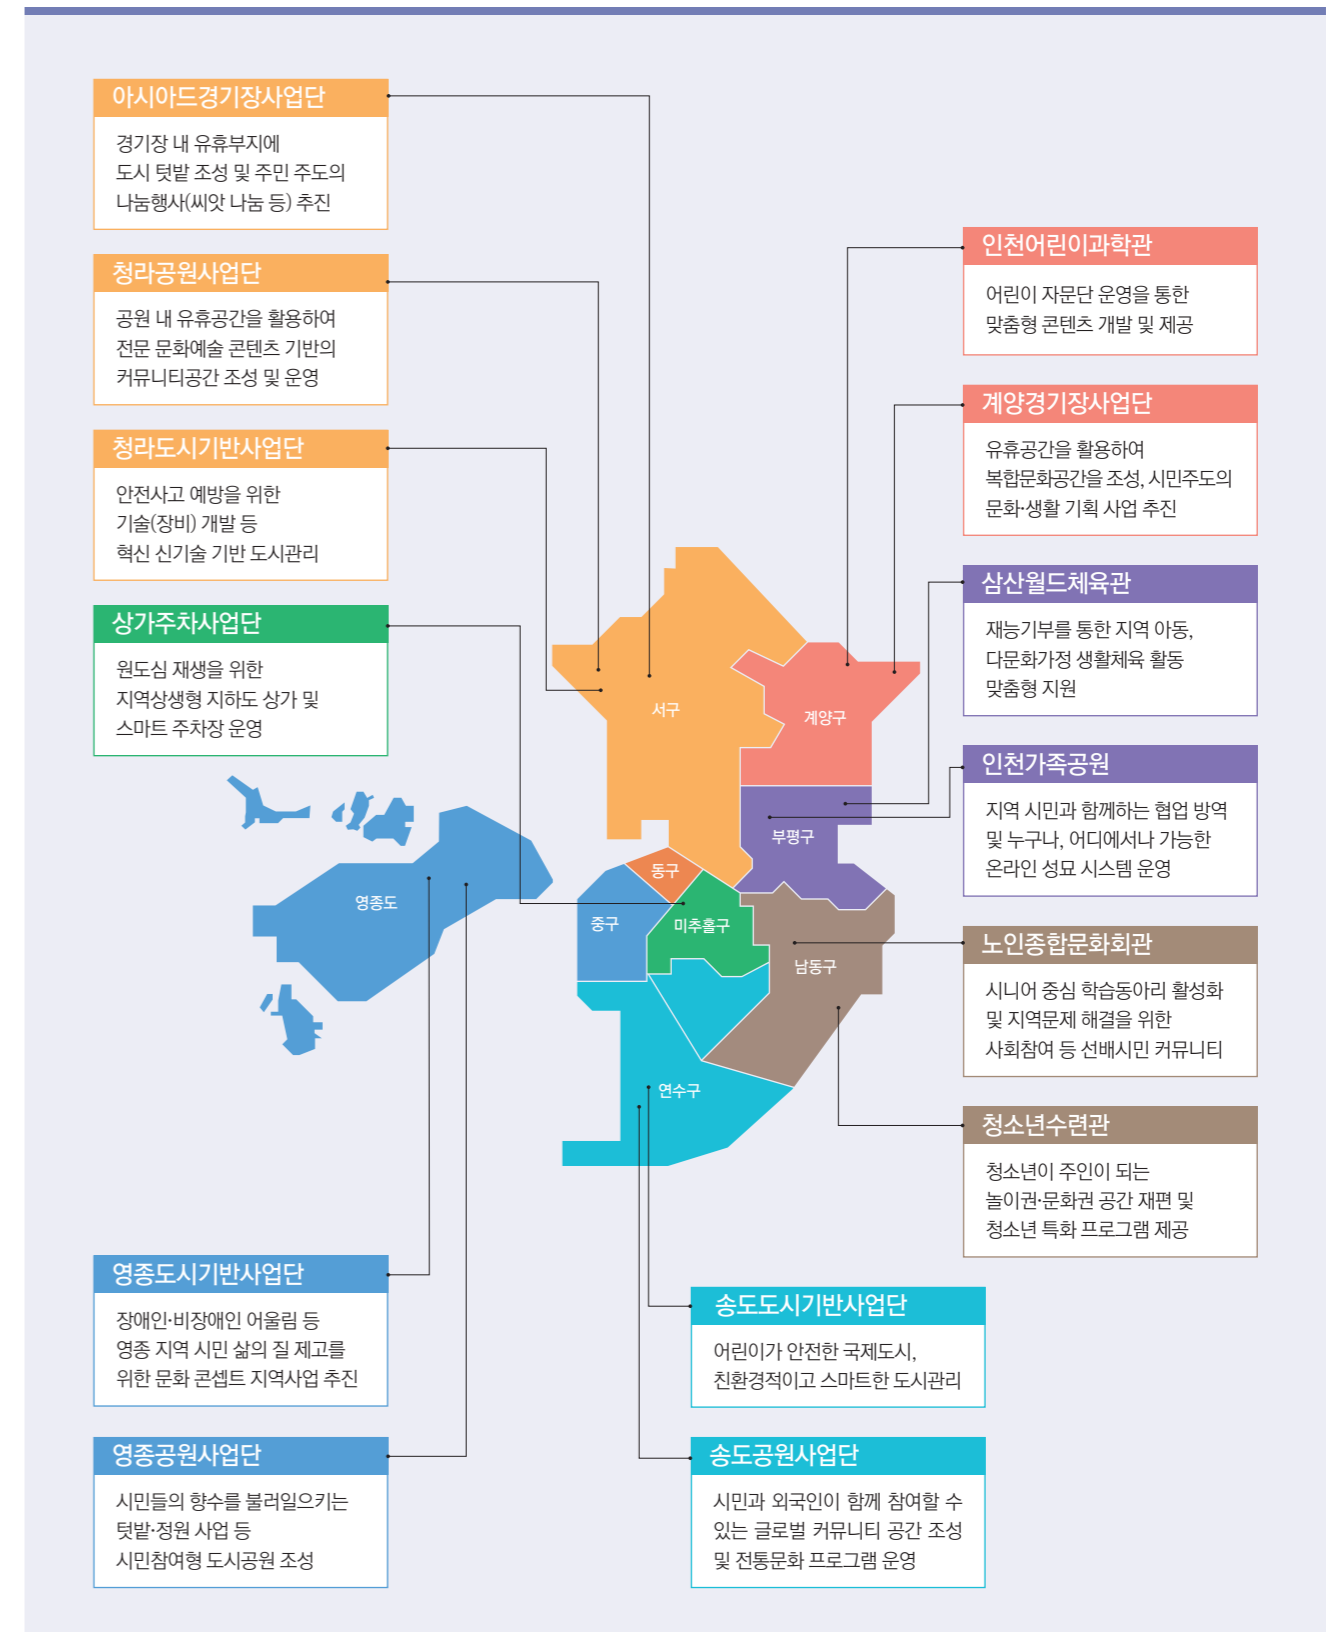 아시아드경기장사업단
경기장 내 유휴부지에
도시 텃밭 조성 및 주민 주도의
나눔행사(씨앗 나눔 등) 추진
청라공원사업단
공원 내 유휴공간을 활용하여
전문 문화예술 콘텐츠 기반의
커뮤니티공간 조성 및 운영
청라도시기반사업단
안전사고 예방을 위한
기술(장비) 개발 등
혁신 신기술 기반 도시관리
상가주차사업단
원도심 재생을 위한
지역상생형 지하도 상가 및
스마트 주차장 운영
인천어린이과학관
어린이 자문단 운영을 통한
맞춤형 콘텐츠 개발 및 제공
계양경기장사업단
유휴공간을 활용하여
복합문화공간을 조성, 시민주도의
문화·생활 기획 사업 추진
삼산월드체육관
재능기부를 통한 지역 아동,
다문화가정 생활체육 활동
맞춤형 지원
인천가족공원
지역 시민과 함께하는 협업 방역
및 누구나, 어디에서나 가능한
온라인 성묘 시스템 운영
노인종합문화회관
시니어 중심 학습동아리 활성화
및 지역문제 해결을 위한
사회참여 등 선배시민 커뮤니티
청소년수련관
청소년이 주인이 되는
놀이권·문화권 공간 재편 및
청소년 특화 프로그램 제공
서구
계양구
부평구
동구
영종도
중구
미추홀구
남동구
연수구
영종도시기반사업단
장애인·비장애인 어울림 등
영종 지역 시민 삶의 질 제고를
위한 문화 콘셉트 지역사업 추진
영종공원사업단
시민들의 향수를 불러일으키는
텃밭·정원 사업 등
시민참여형 도시공원 조성
송도도시기반사업단
어린이가 안전한 국제도시,
친환경적이고 스마트한 도시관리
송도공원사업단
시민과 외국인이 함께 참여할 수
있는 글로벌 커뮤니티 공간 조성
및 전통문화 프로그램 운영